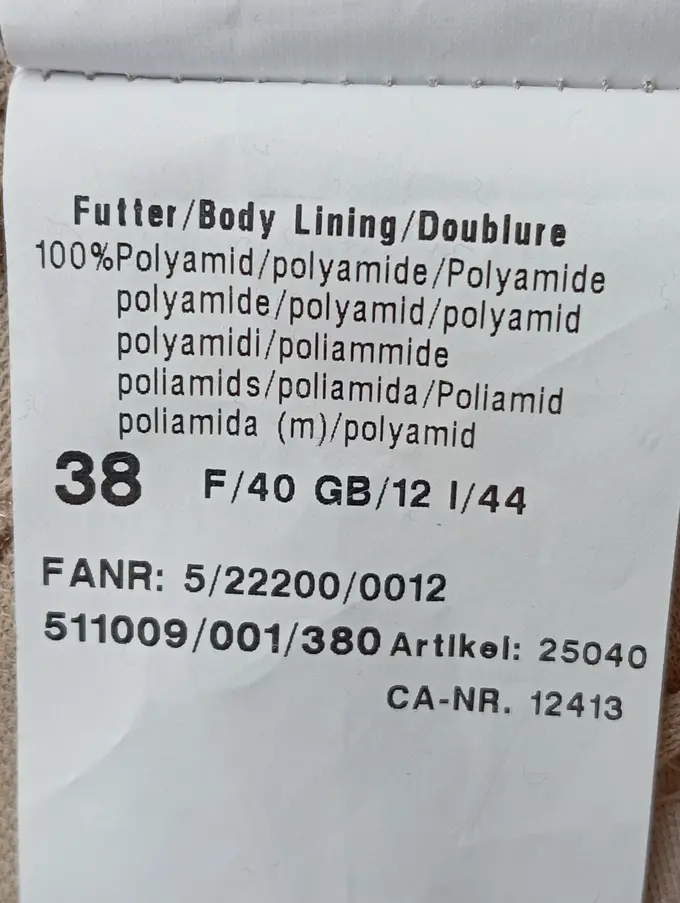 Futter/Body Lining/Doublure
100%Polyamid/polyamide/Polyamide
polyamide/polyamid/polyamid
polyamidi/poliammide
poliamids/poliamida/Poliamid
poliamida (m)/polyamid
38 F/40 GB/12 I/44
FANR: 5/22200/0012
511009/001/380 Artikel: 25040
CA-NR. 12413